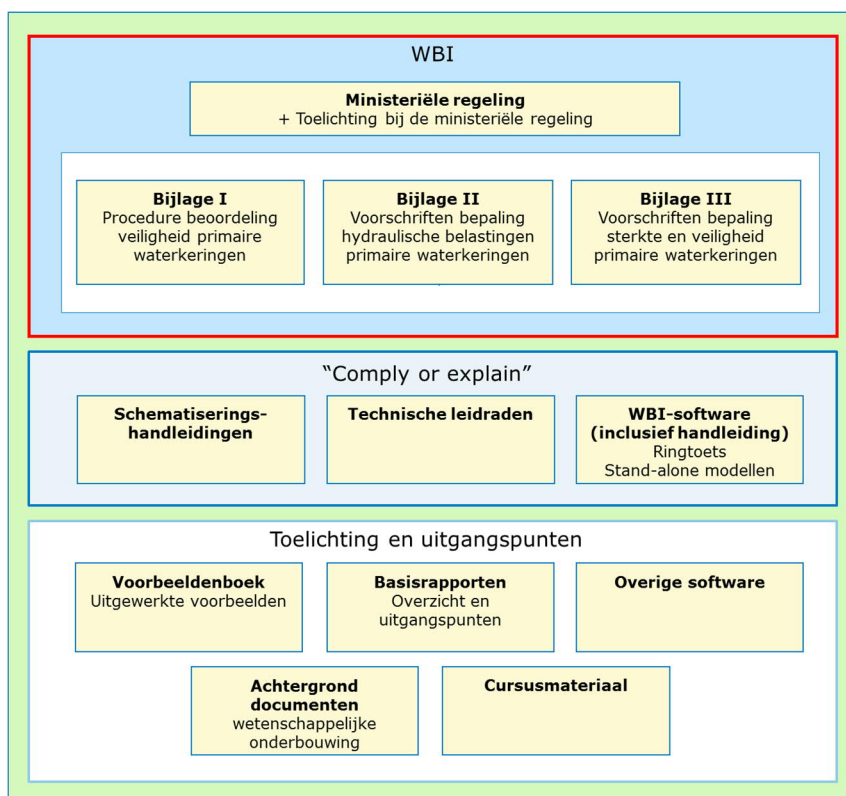 WBI
Ministeriële regeling
+ Toelichting bij de ministeriële regeling
Bijlage I
Procedure beoordeling
veiligheid primaire
waterkeringen
Bijlage II
Voorschriften bepaling
hydraulische belastingen
primaire waterkeringen
Bijlage III
Voorschriften bepaling
sterkte en veiligheid
primaire waterkeringen
“Comply or explain”
Schematiserings-
handleidingen
Technische leidraden
WBI-software
(inclusief handleiding)
Ringtoets
Stand-alone modellen
Toelichting en uitgangspunten
Voorbeeldenboek
Uitgewerkte voorbeelden
Basisrapporten
Overzicht en
uitgangspunten
Overige software
Achtergrond
documenten
wetenschappelijke
onderbouwing
Cursusmateriaal